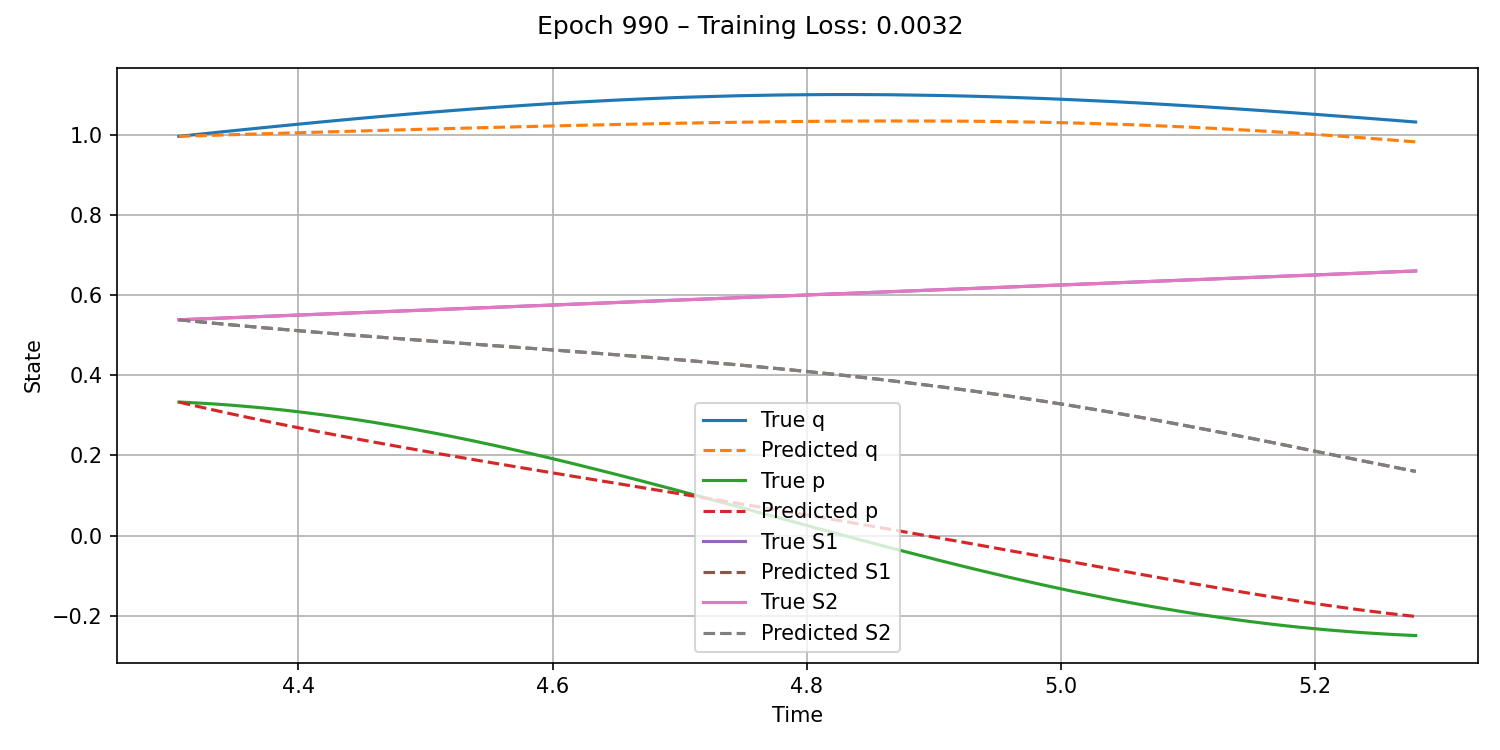 Epoch 990 – Training Loss: 0.0032
State
1.0
0.8
0.6
0.4
0.2
0.0
−0.2
True q
Predicted q
True p
Predicted p
True S1
Predicted S1
True S2
Predicted S2
4.4 4.6 4.8 5.0 5.2
Time